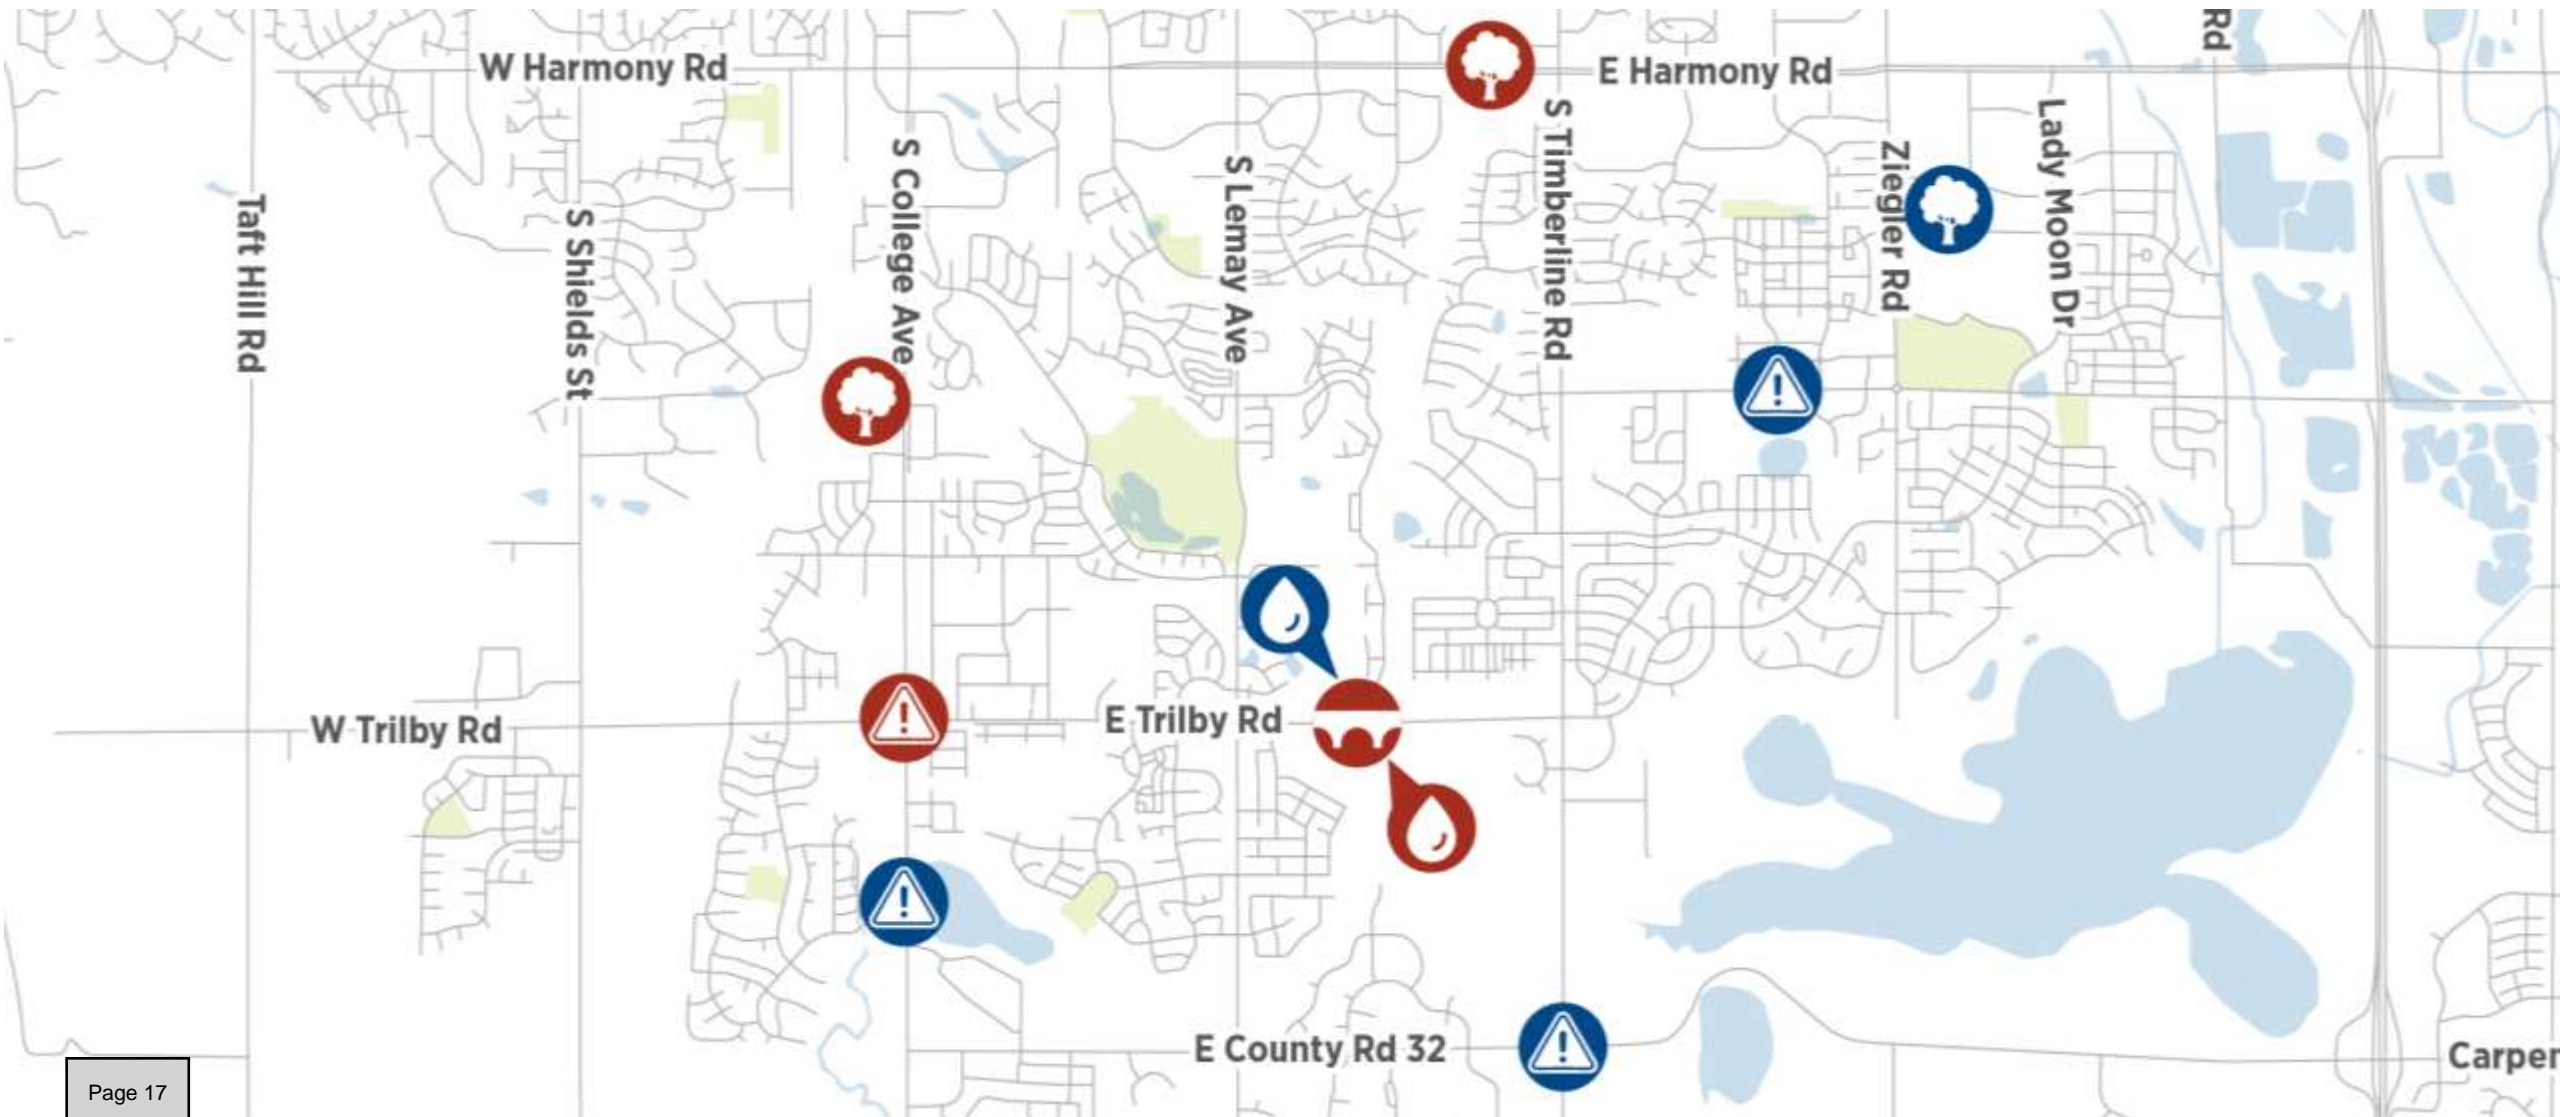 Rd
W Harmony Rd
E Harmony Rd
S College Ave
S Lemay Ave
S Timberline Rd
Ziegler Rd
Lady Moon Dr
Taft Hill Rd
S Shields St
W Trilby Rd
E Trilby Rd
E County Rd 32
Carper
Page 17